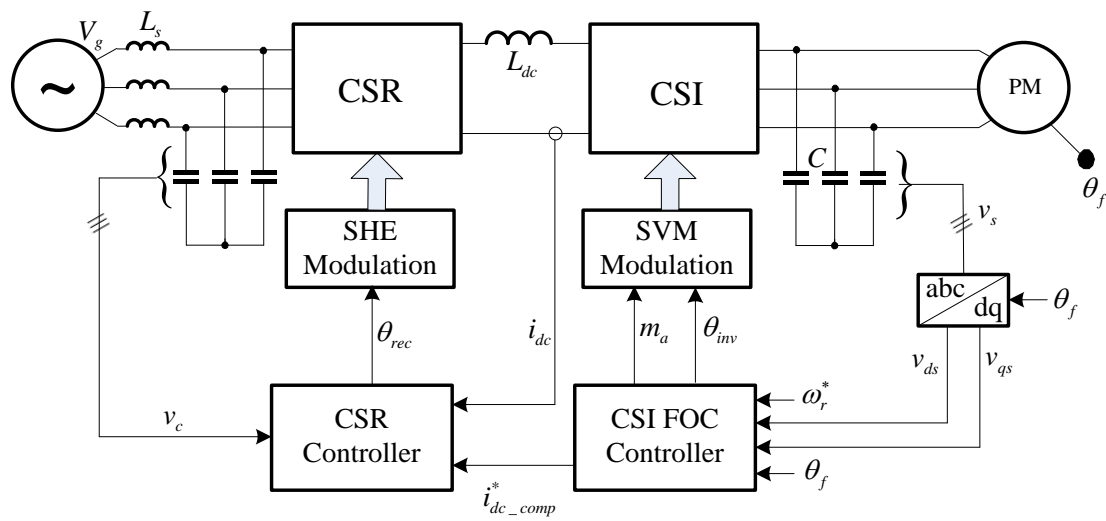 V_g
L_s
~
CSR
L_dc
CSI
PM
θ_f
C
v_s
SHE
Modulation
SVM
Modulation
abc
dq
θ_f
θ_rec
i_dc
m_a
θ_inv
v_ds
v_qs
v_c
CSR
Controller
CSI FOC
Controller
ω_r^*
θ_f
i^*_dc_comp